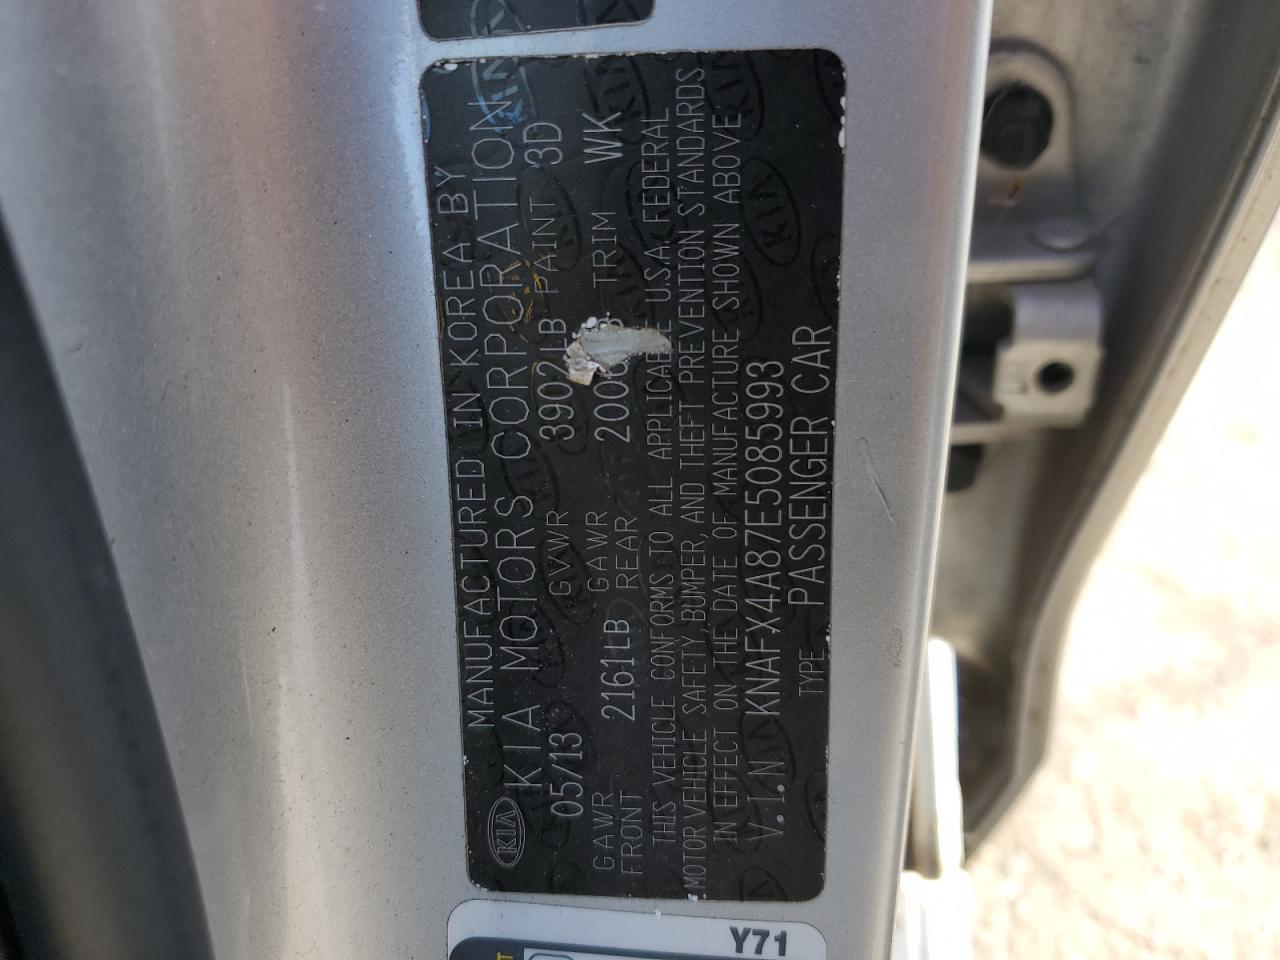 MANUFACTURED IN KOREA BY
KIA KIA MOTORS CORPORATION
05/13 GVWR 3902LB PAINT 3D
GAWR FRONT 2161LB GAWR REAR TRIM WK
THIS VEHICLE CONFORMS TO ALL APPLICABLE U.S.A. FEDERAL
MOTOR VEHICLE SAFETY, BUMPER, AND THEFT PREVENTION STANDARDS
IN EFFECT ON THE DATE OF MANUFACTURE SHOWN ABOVE
V.I.N. KNAFX4A87E5085993
TYPE PASSENGER CAR
Y71